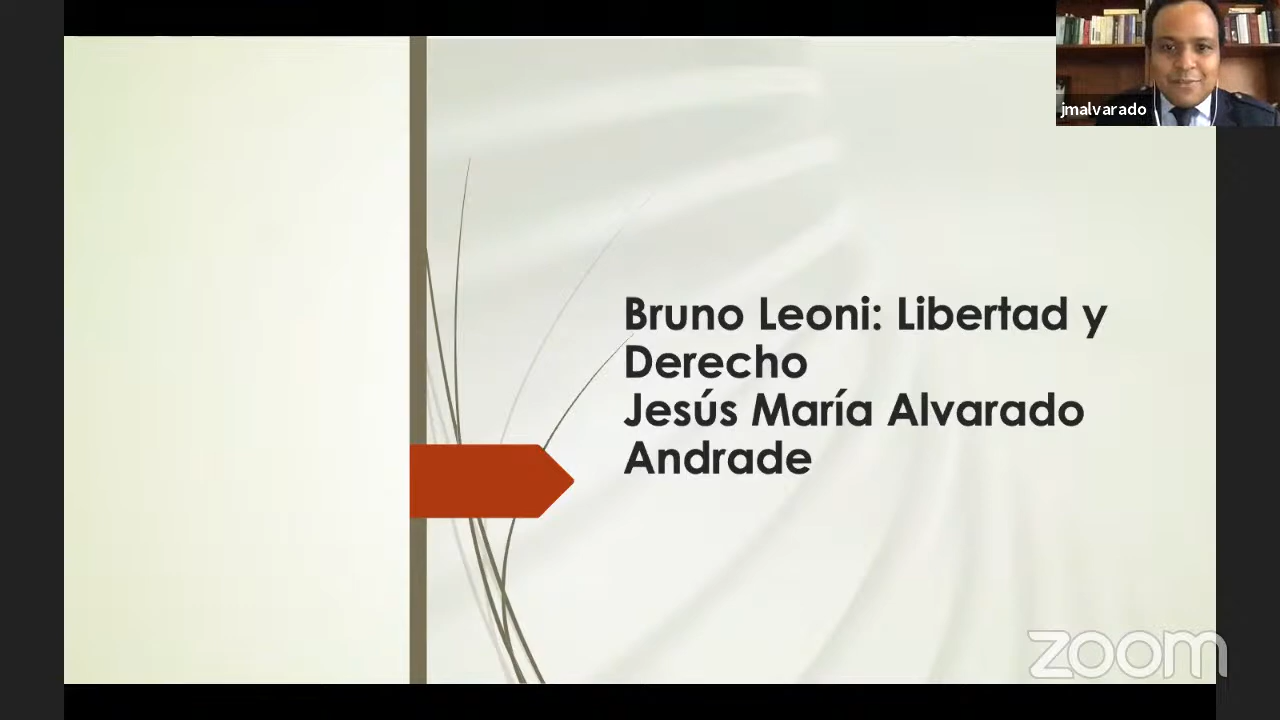 jmalvarado
Bruno Leoni: Libertad y
Derecho
Jesús María Alvarado
Andrade
zoom